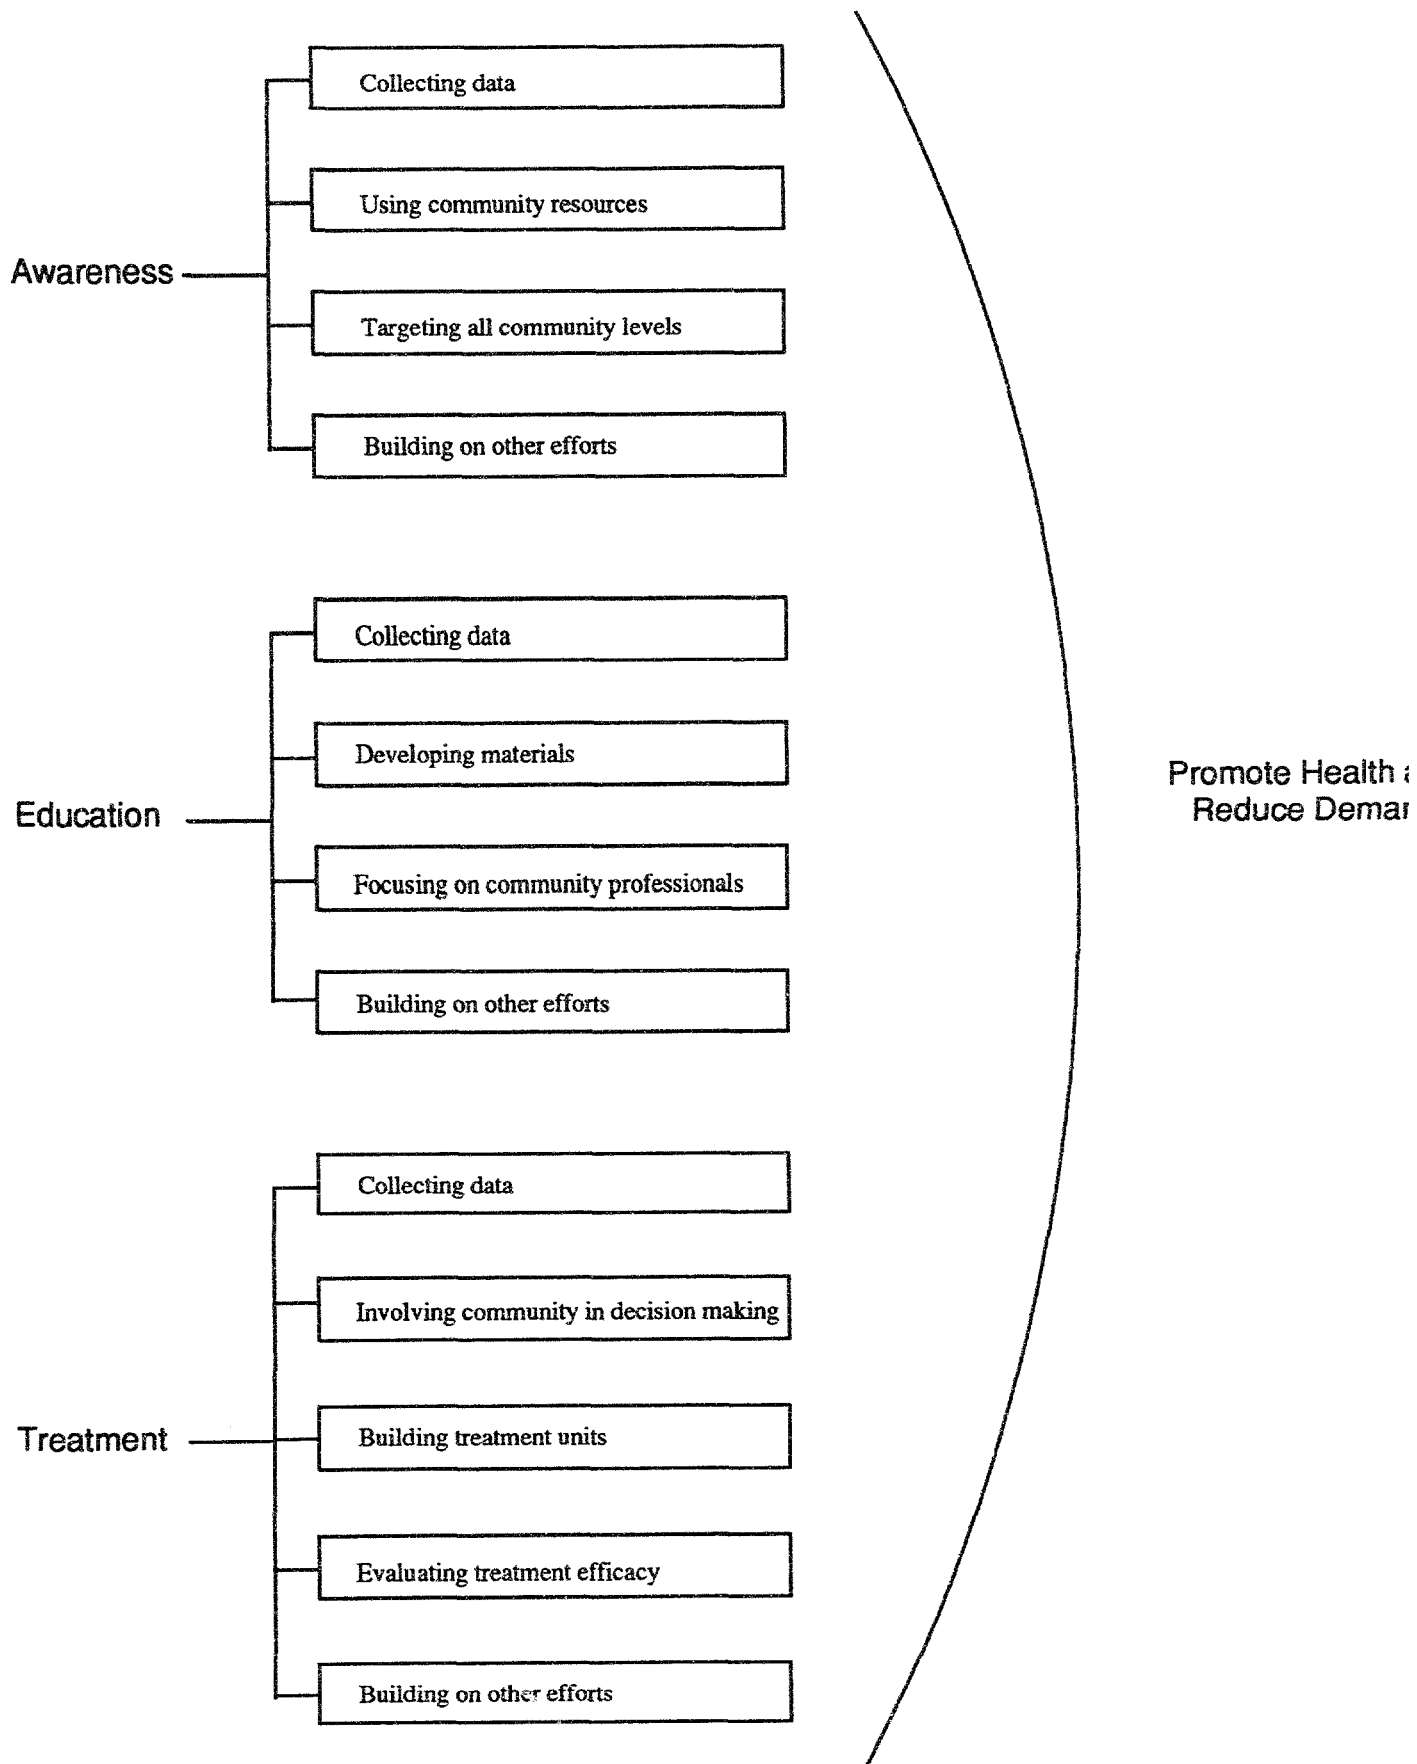 Awareness
Collecting data
Using community resources
Targeting all community levels
Building on other efforts
Education
Collecting data
Developing materials
Focusing on community professionals
Building on other efforts
Treatment
Collecting data
Involving community in decision making
Building treatment units
Evaluating treatment efficacy
Building on other efforts
Promote Health
Reduce